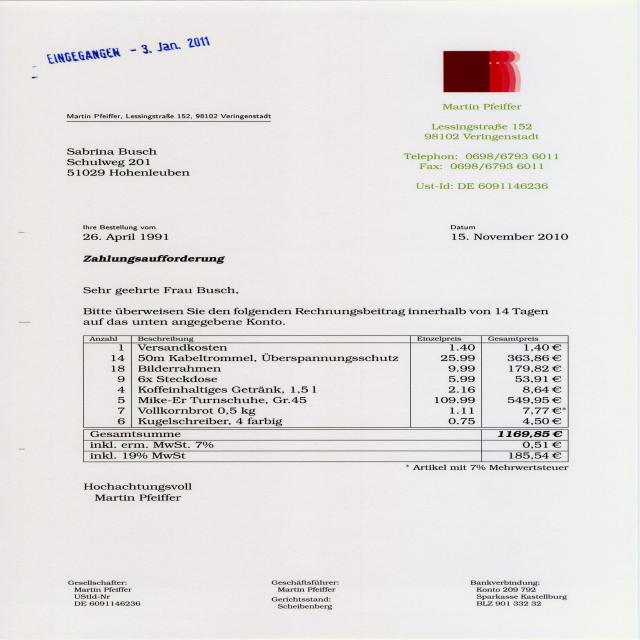 EINGEGANGEN - 3. Jan. 2011
Martin Pfeiffer
Lessingstraße 152
98102 Veringenstadt
Telephon: 0698/6793 6011
Fax: 0698/6793 6011
Ust-Id: DE 6091146236
Martin Pfeiffer, Lessingstraße 152, 98102 Veringenstadt
Sabrina Busch
Schulweg 201
51029 Hohenleuben
Ihre Bestellung vom Datum
26. April 1991 15. November 2010
Zahlungsaufforderung
Sehr geehrte Frau Busch,
Bitte überweisen Sie den folgenden Rechnungsbeitrag innerhalb von 14 Tagen
auf das unten angegebene Konto.
Anzahl Beschreibung Einzelpreis Gesamtpreis
1 Versandkosten 1.40 1,40 €
14 50m Kabeltrommel, Überspannungsschutz 25.99 363,86 €
18 Bilderrahmen 9.99 179,82 €
9 6x Steckdose 5.99 53,91 €
4 Koffeinhaltiges Getränk, 1,5 l 2.16 8,64 €
5 Mike-Er Turnschuhe, Gr.45 109.99 549,95 €
7 Vollkornbrot 0,5 kg 1.11 7,77 €*
6 Kugelschreiber, 4 farbig 0.75 4,50 €
Gesamtsumme 1169,85 €
inkl. erm. MwSt. 7% 0,51 €
inkl. 19% MwSt 185,54 €
* Artikel mit 7% Mehrwertsteuer
Hochachtungsvoll
Martin Pfeiffer
Gesellschafter:
Martin Pfeiffer
UStId-Nr
DE 6091146236
Geschäftsführer:
Martin Pfeiffer
Gerichtsstand:
Scheibenberg
Bankverbindung:
Konto 209 792
Sparkasse Kastellburg
BLZ 901 332 32